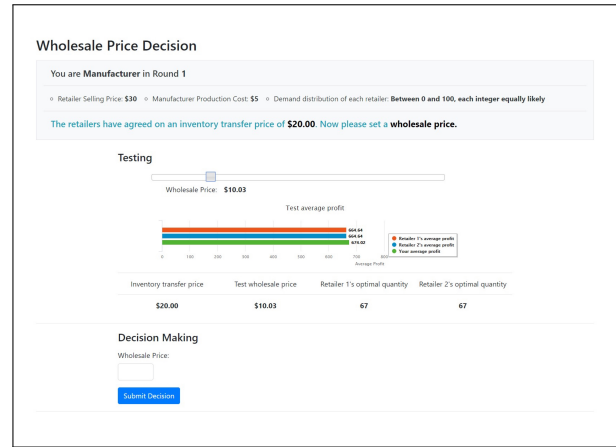 Wholesale Price Decision
You are Manufacturer in Round 1
Retailer Selling Price: $30 Manufacturer Production Cost: $5 Demand distribution of each retailer: Between 0 and 100, each integer equally likely
The retailers have agreed on an inventory transfer price of $20.00. Now please set a wholesale price.
Testing
Wholesale Price: $10.03
Test average profit
664.64
664.64
Retailer 1's average profit
Retailer 2's average profit
Your average profit
0 100 200 300 400 500 600 700 800
Average Profit
Inventory transfer price Test wholesale price Retailer 1's optimal quantity Retailer 2's optimal quantity
$20.00 $10.03 67 67
Decision Making
Wholesale Price:
Submit Decision